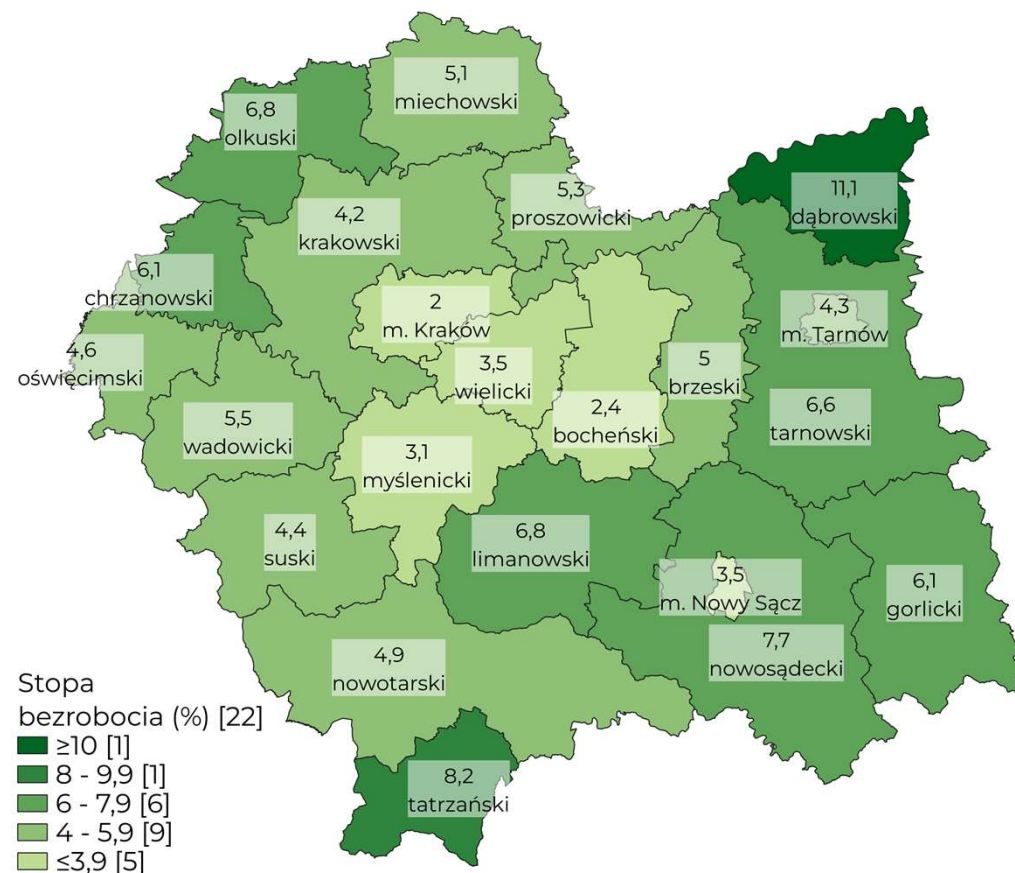 5,1
miechowski
6,8
olkuski
11,1
dąbrowski
5,3
proszowicki
4,2
krakowski
6,1
chrzanowski
2
m. Kraków
4,3
m. Tarnów
4,6
oświęcimski
3,5
wielicki
5
brzeski
5,5
wadowicki
2,4
bocheński
6,6
tarnowski
3,1
myślenicki
4,4
suski
6,8
limanowski
3,5
m. Nowy Sącz
6,1
gorlicki
7,7
nowosądecki
4,9
nowotarski
8,2
tatrzański
Stopa
bezrobocia (%) [22]
≥10 [1]
8 - 9,9 [1]
6 - 7,9 [6]
4 - 5,9 [9]
≤3,9 [5]